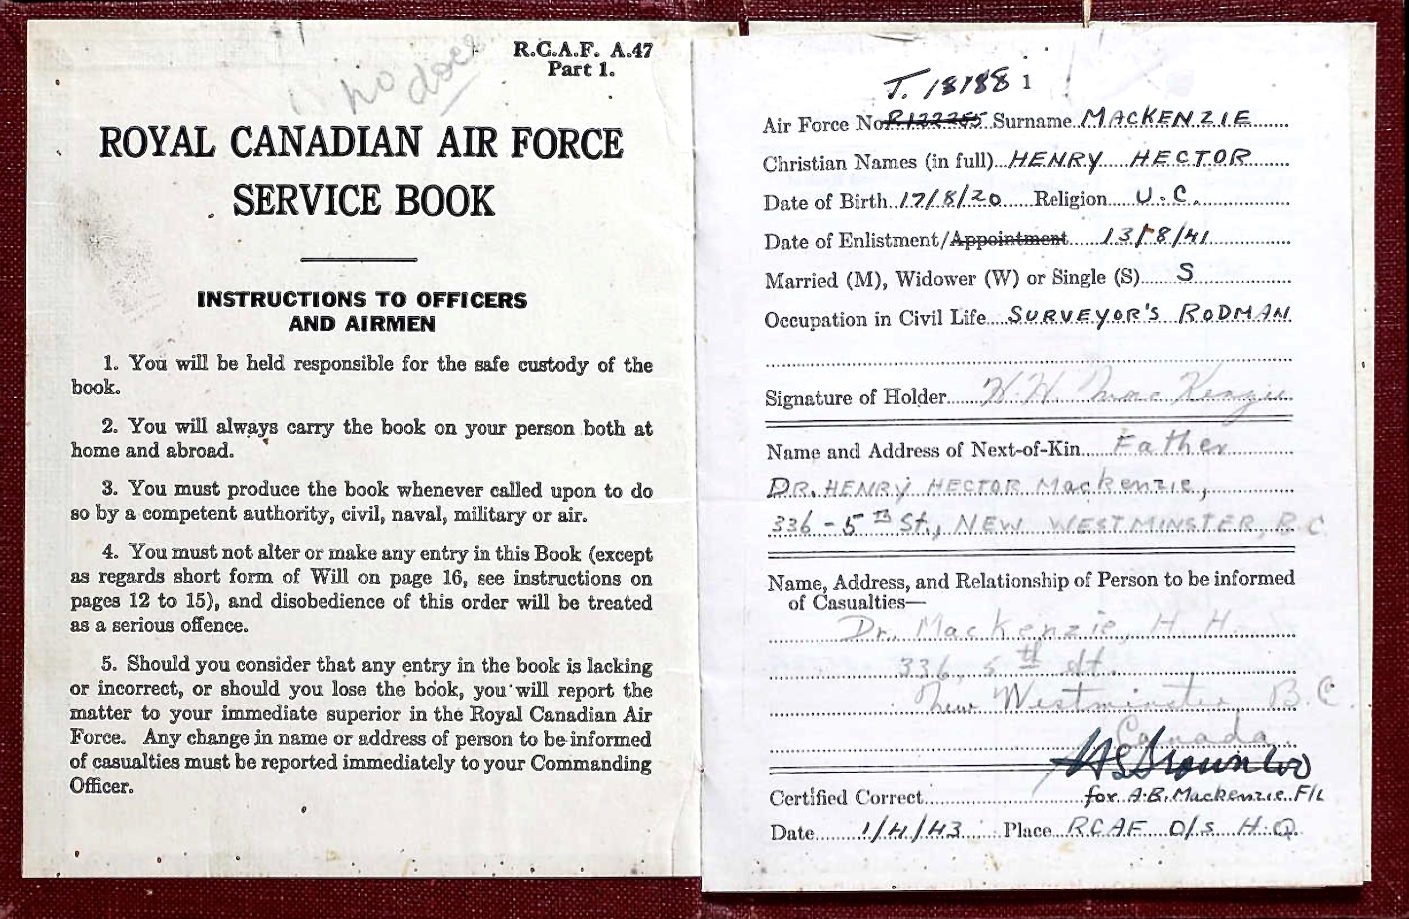 no docs
R.C.A.F. A.47
Part 1.
ROYAL CANADIAN AIR FORCE
SERVICE BOOK
INSTRUCTIONS TO OFFICERS
AND AIRMEN
1. You will be held responsible for the safe custody of the
book.
2. You will always carry the book on your person both at
home and abroad.
3. You must produce the book whenever called upon to do
so by a competent authority, civil, naval, military or air.
4. You must not alter or make any entry in this Book (except
as regards short form of Will on page 16, see instructions on
pages 12 to 15), and disobedience of this order will be treated
as a serious offence.
5. Should you consider that any entry in the book is lacking
or incorrect, or should you lose the book, you will report the
matter to your immediate superior in the Royal Canadian Air
Force. Any change in name or address of person to be informed
of casualties must be reported immediately to your Commanding
Officer.
J. 18188 1
Air Force No. R132255 Surname MACKENZIE
Christian Names (in full) HENRY HECTOR
Date of Birth 17/8/20 Religion U.C.
Date of Enlistment/Appointment 13/8/41
Married (M), Widower (W) or Single (S) S
Occupation in Civil Life SURVEYOR'S RODMAN
Signature of Holder H.H. MacKenzie
Name and Address of Next-of-Kin Father
DR. HENRY HECTOR MacKenzie,
336 - 5TH St., NEW WESTMINSTER, B.C.
Name, Address, and Relationship of Person to be informed
of Casualties—
Dr. MacKenzie, H. H.
336, 5th St.
New Westminster, B.C.
Canada
Certified Correct for A.B. Mackenzie F/L
Date 1/4/43 Place RCAF O/S H.Q.